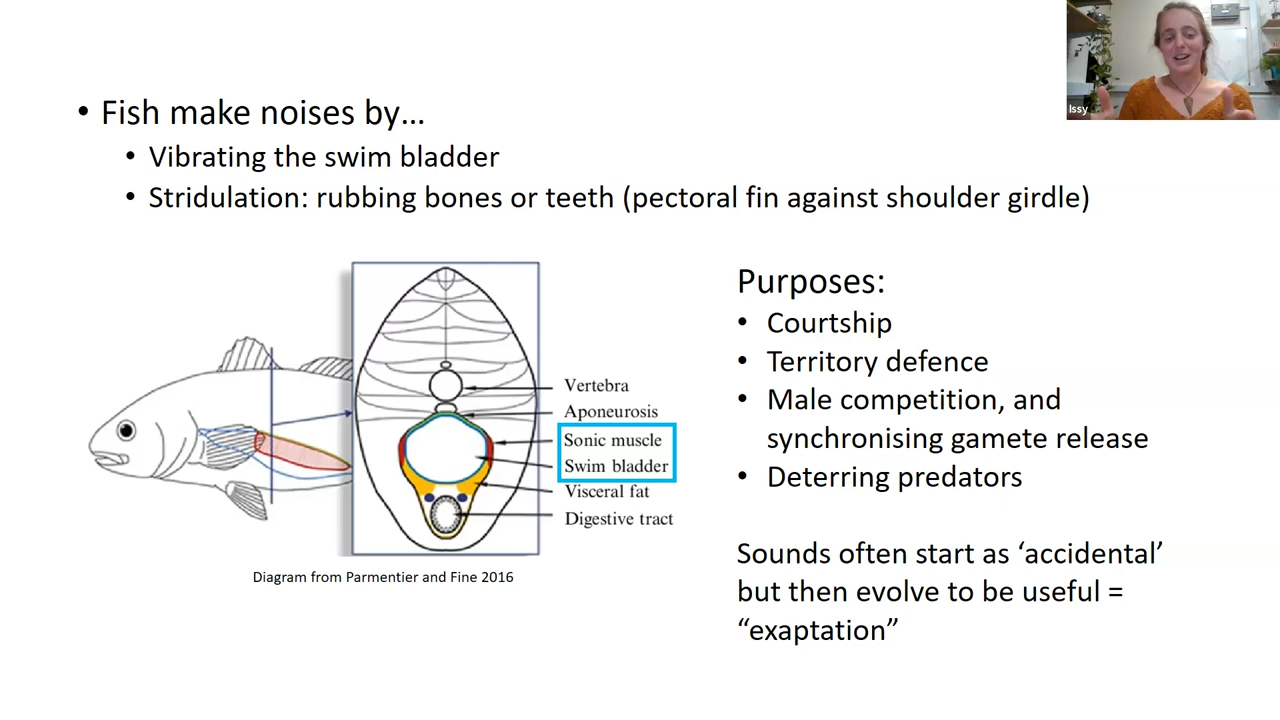 Issy
• Fish make noises by…
• Vibrating the swim bladder
• Stridulation: rubbing bones or teeth (pectoral fin against shoulder girdle)
Vertebra
Aponeurosis
Sonic muscle
Swim bladder
Visceral fat
Digestive tract
Diagram from Parmentier and Fine 2016
Purposes:
• Courtship
• Territory defence
• Male competition, and
synchronising gamete release
• Deterring predators
Sounds often start as ‘accidental’
but then evolve to be useful =
“exaptation”